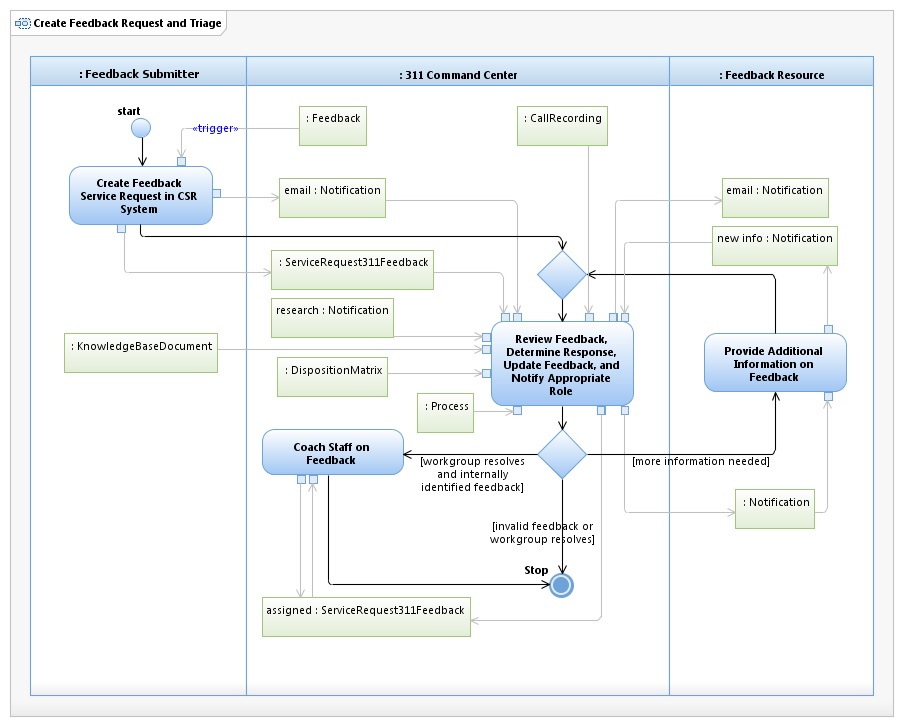 Create Feedback Request and Triage
: Feedback Submitter
: 311 Command Center
: Feedback Resource
start
«trigger»
: Feedback
: CallRecording
Create Feedback
Service Request in CSR
System
email : Notification
email : Notification
new info : Notification
: ServiceRequest311Feedback
research : Notification
: KnowledgeBaseDocument
: DispositionMatrix
: Process
Review Feedback,
Determine Response,
Update Feedback, and
Notify Appropriate
Role
Provide Additional
Information on
Feedback
Coach Staff on
Feedback
[workgroup resolves
and internally
identified feedback]
[more information needed]
: Notification
[invalid feedback or
workgroup resolves]
Stop
assigned : ServiceRequest311Feedback